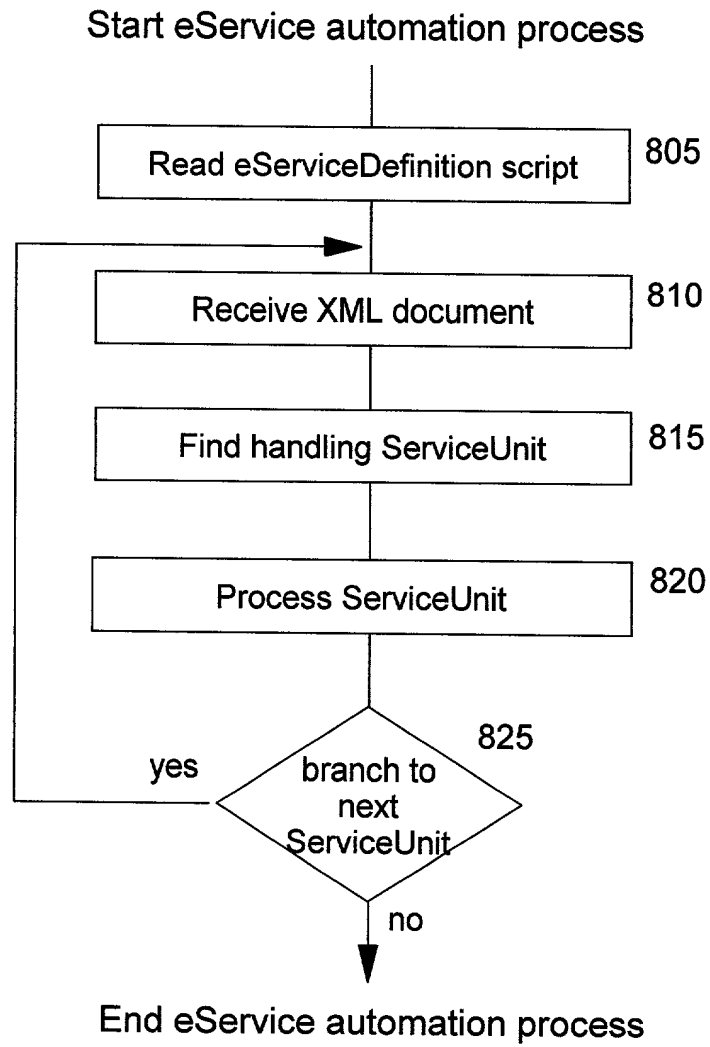 Start eService automation process
Read eServiceDefinition script
805
Receive XML document
810
Find handling ServiceUnit
815
Process ServiceUnit
820
825
yes
branch to
next
ServiceUnit
no
End eService automation process